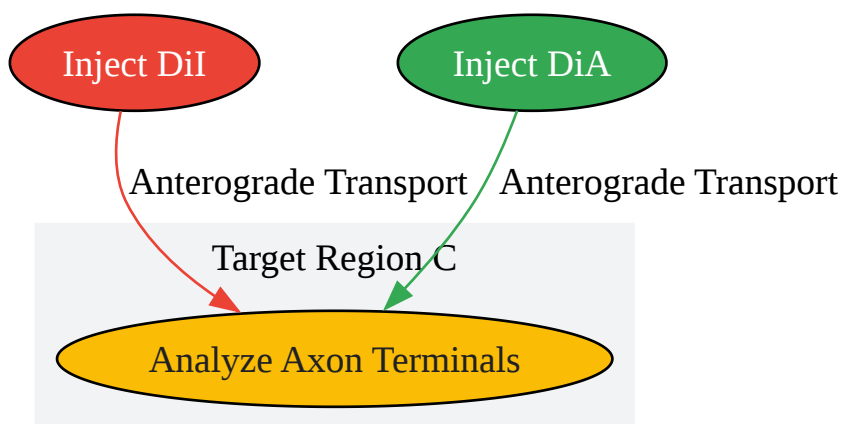 Inject DiI
Inject DiA
Anterograde Transport
Anterograde Transport
Target Region C
Analyze Axon Terminals